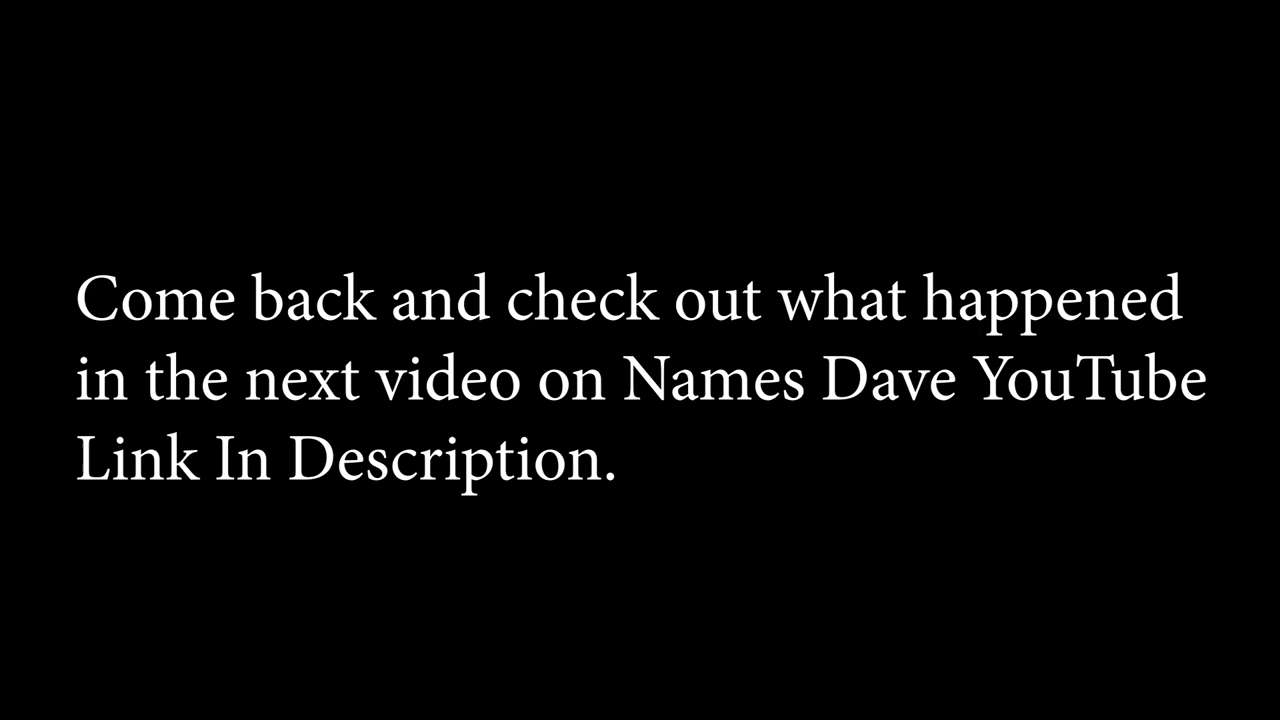 Come back and check out what happened
in the next video on Names Dave YouTube
Link In Description.